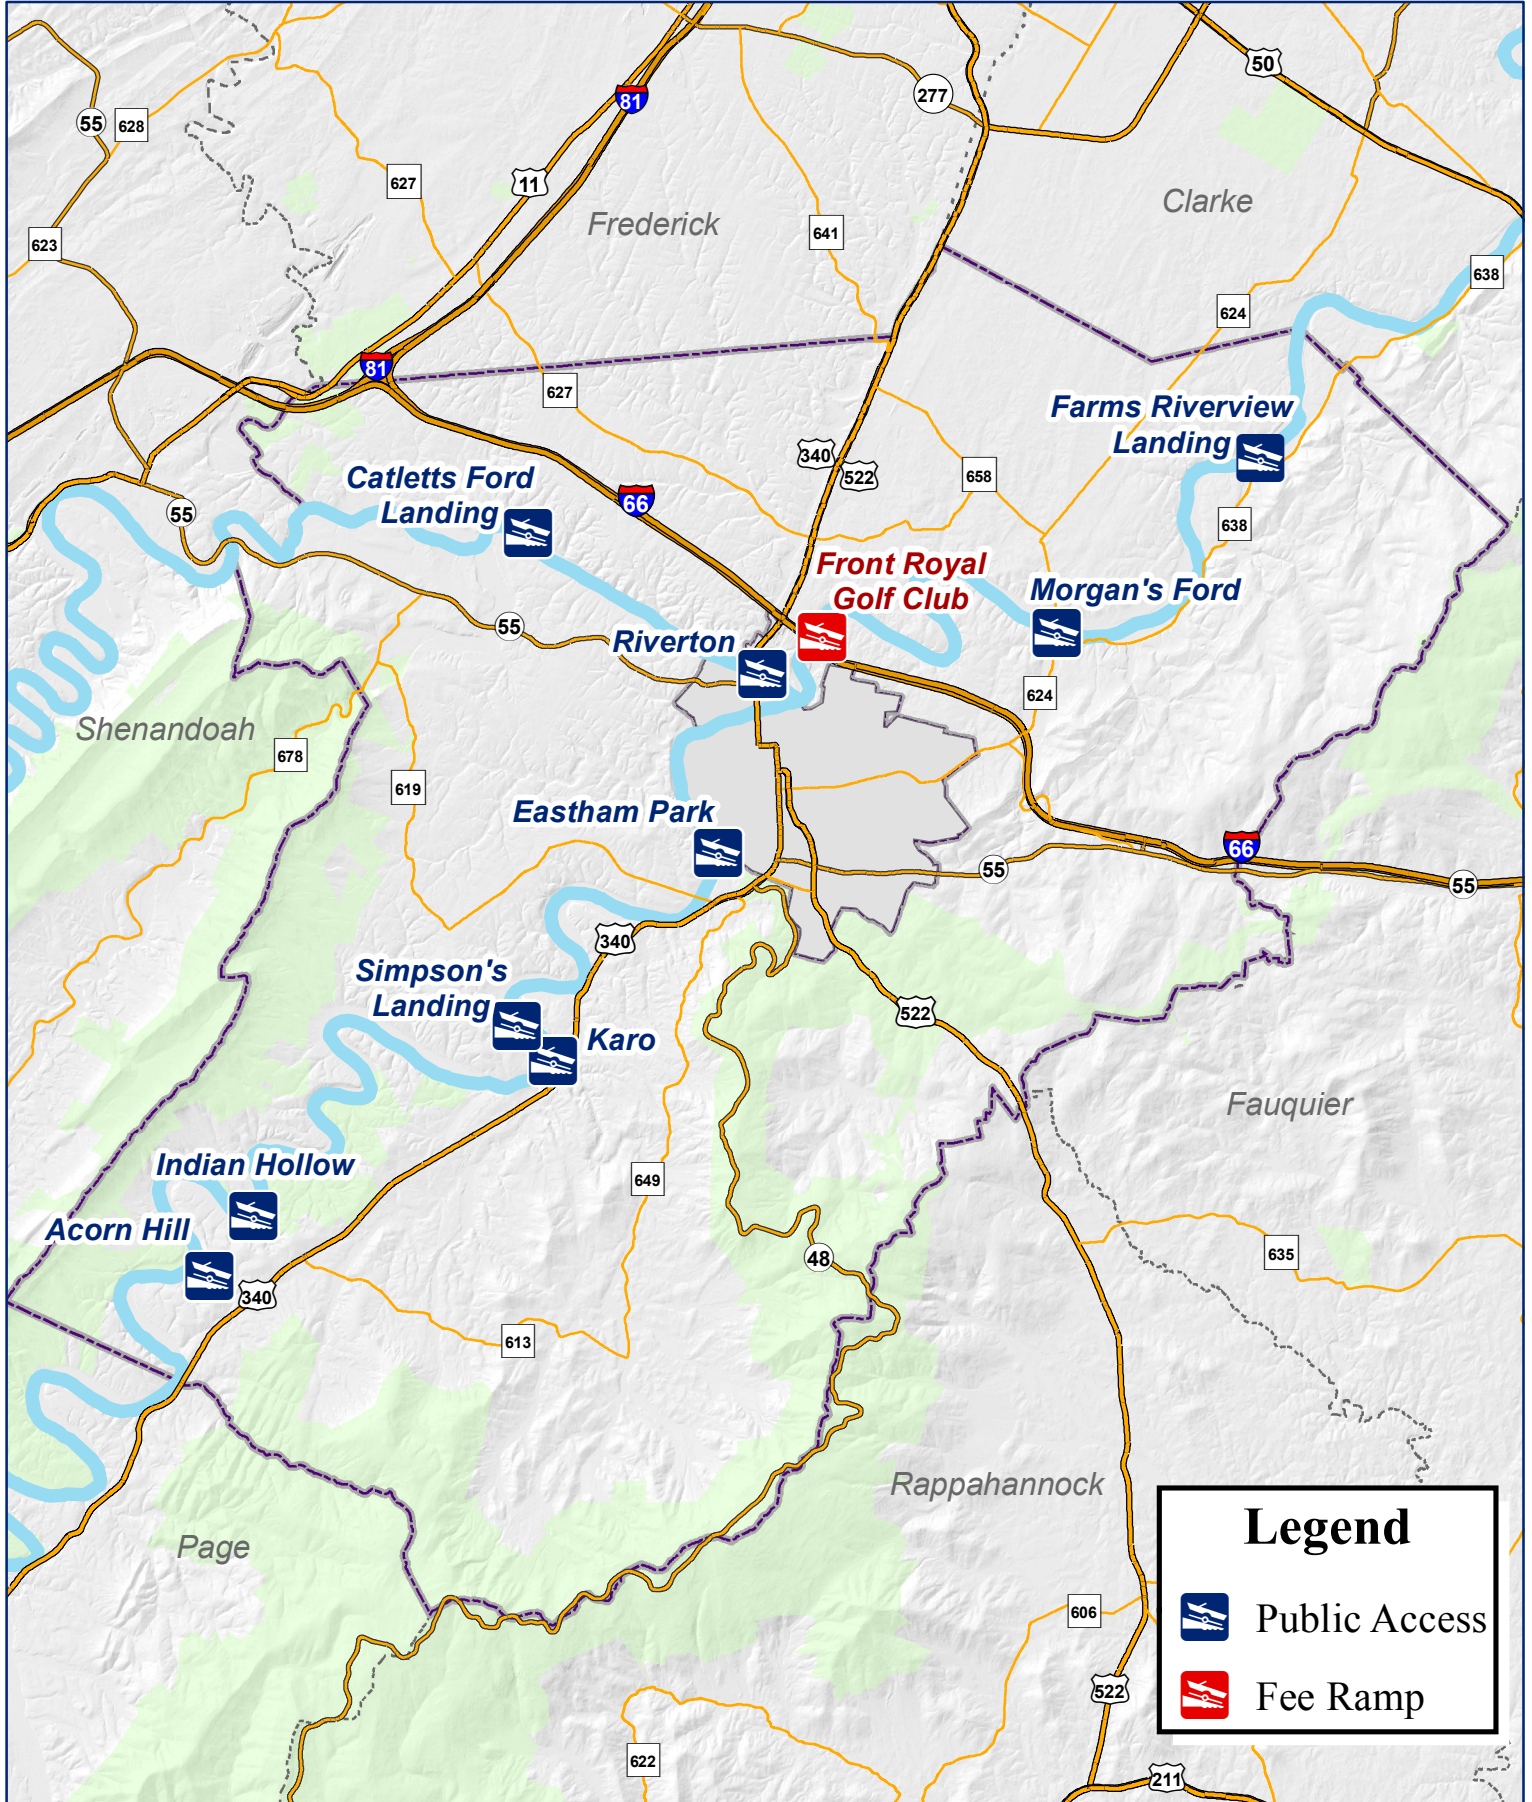 81
50
277
55
628
627
11
Clarke
Frederick
641
623
638
624
81
627
Farms Riverview
Landing
340
522
658
Catletts Ford
Landing
66
55
638
Front Royal
Golf Club
Morgan's Ford
55
Riverton
624
Shenandoah
678
619
Eastham Park
66
55
55
340
Simpson's
Landing
522
Karo
Fauquier
Indian Hollow
649
Acorn Hill
48
635
340
613
Rappahannock
Page
Legend
Public Access
Fee Ramp
606
522
622
211